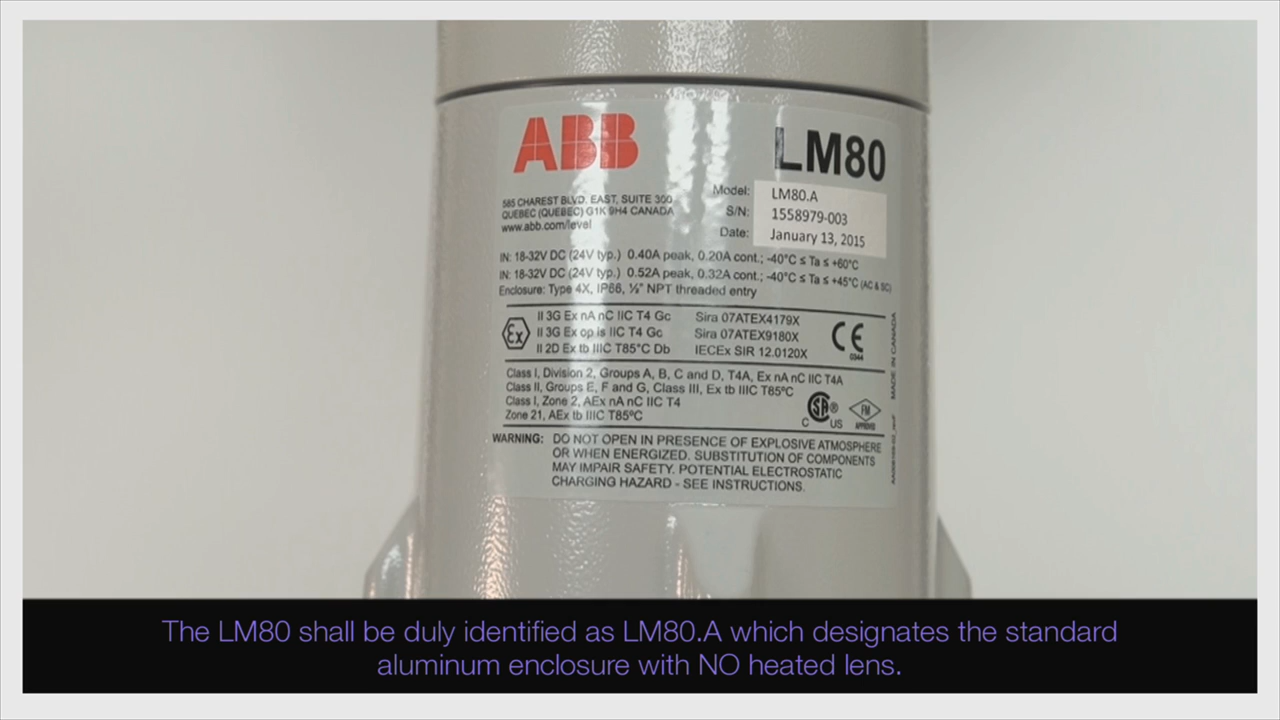 ABB
LM80
585 CHAREST BLVD. EAST, SUITE 300
QUEBEC (QUEBEC) G1K 9H4 CANADA
www.abb.com/level
Model: LM80.A
S/N: 1558979-003
Date: January 13, 2015
IN: 18-32V DC (24V typ.) 0.40A peak, 0.20A cont.; -40°C ≤ Ta ≤ +60°C
IN: 18-32V DC (24V typ.) 0.52A peak, 0.32A cont.; -40°C ≤ Ta ≤ +45°C (AC & SC)
Enclosure: Type 4X, IP66, ½" NPT threaded entry
Ex
II 3G Ex nA nC IIC T4 Gc Sira 07ATEX4179X
II 3G Ex op is IIC T4 Gc Sira 07ATEX9180X
II 2D Ex tb IIIC T85°C Db IECEx SIR 12.0120X
CE
0344
MADE IN CANADA
Class I, Division 2, Groups A, B, C and D, T4A, Ex nA nC IIC T4A
Class II, Groups E, F and G, Class III, Ex tb IIIC T85ºC
Class I, Zone 2, AEx nA nC IIC T4
Zone 21, AEx tb IIIC T85ºC
C SA® US
FM
APPROVED
WARNING: DO NOT OPEN IN PRESENCE OF EXPLOSIVE ATMOSPHERE
OR WHEN ENERGIZED. SUBSTITUTION OF COMPONENTS
MAY IMPAIR SAFETY. POTENTIAL ELECTROSTATIC
CHARGING HAZARD - SEE INSTRUCTIONS.
The LM80 shall be duly identified as LM80.A which designates the standard
aluminum enclosure with NO heated lens.